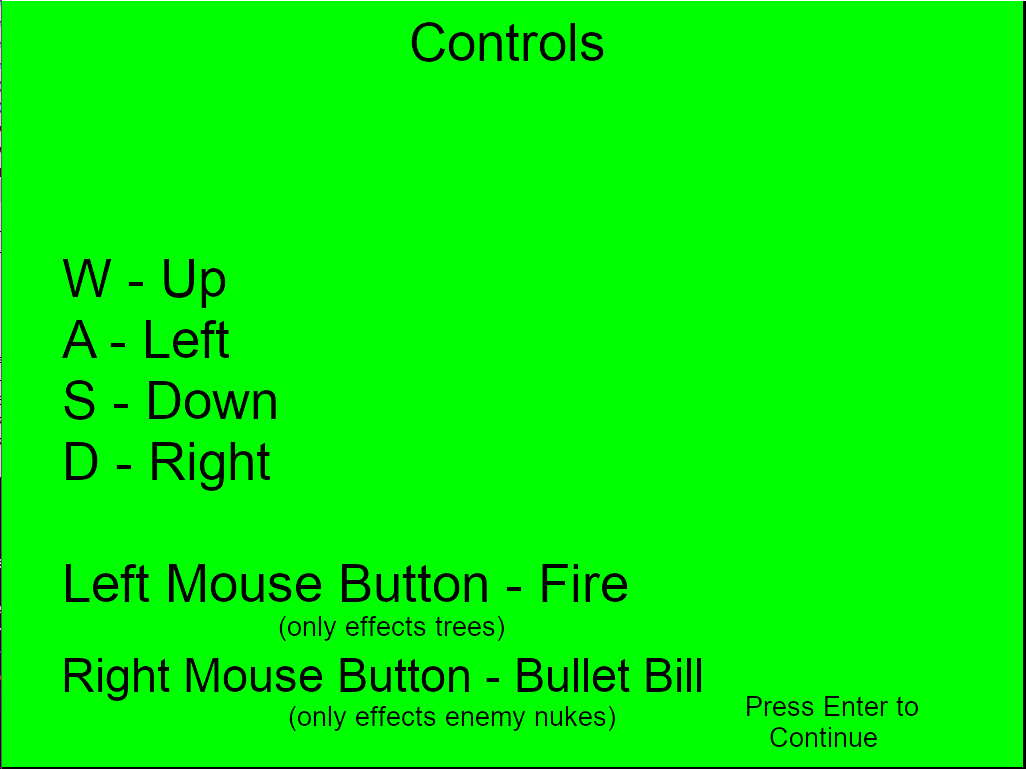 Controls
W - Up
A - Left
S - Down
D - Right
Left Mouse Button - Fire
(only effects trees)
Right Mouse Button - Bullet Bill
(only effects enemy nukes)
Press Enter to
Continue